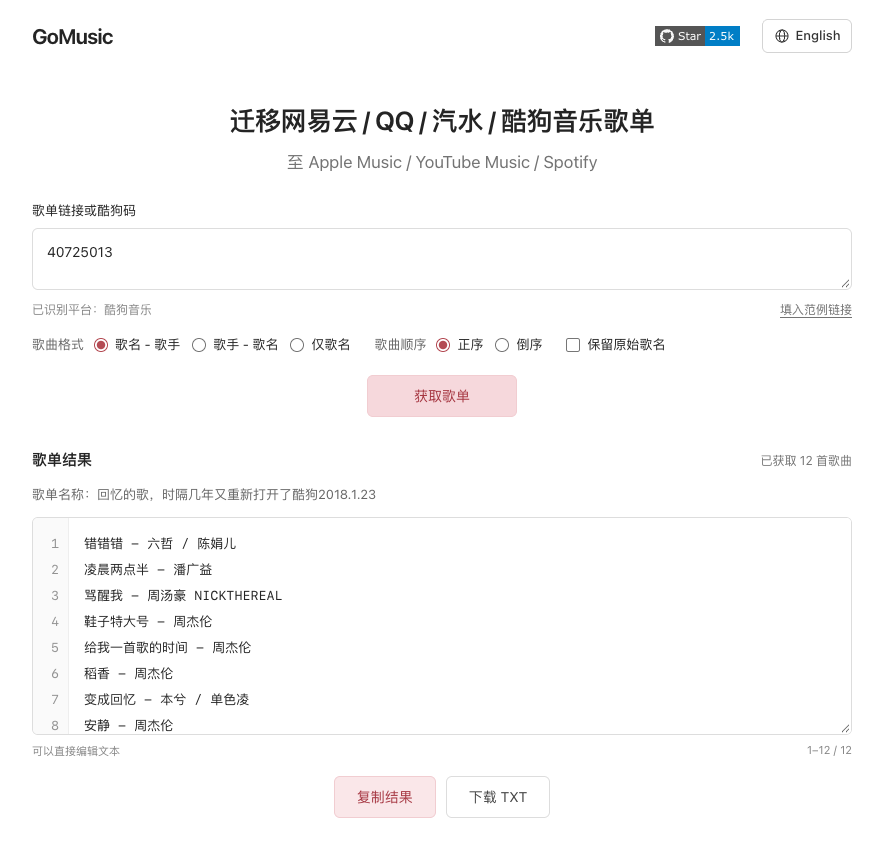 GoMusic
Star 2.5k
English
迁移网易云 / QQ / 汽水 / 酷狗音乐歌单
至 Apple Music / YouTube Music / Spotify
歌单链接或酷狗码
40725013
已识别平台：酷狗音乐 填入范例链接
歌曲格式 歌名 - 歌手 歌手 - 歌名 仅歌名 歌曲顺序 正序 倒序 保留原始歌名
获取歌单
歌单结果 已获取 12 首歌曲
歌单名称：回忆的歌，时隔几年又重新打开了酷狗2018.1.23
1 错错错 - 六哲 / 陈娟儿
2 凌晨两点半 - 潘广益
3 骂醒我 - 周汤豪 NICKTHEREAL
4 鞋子特大号 - 周杰伦
5 给我一首歌的时间 - 周杰伦
6 稻香 - 周杰伦
7 变成回忆 - 本兮 / 单色凌
8 安静 - 周杰伦
可以直接编辑文本 1–12 / 12
复制结果 下载 TXT